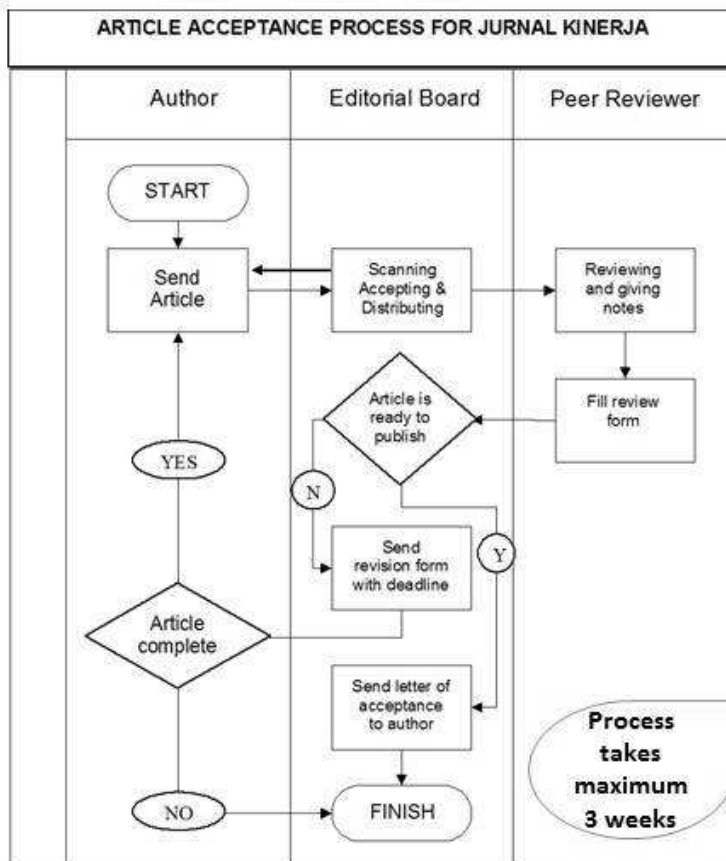 ARTICLE ACCEPTANCE PROCESS FOR JURNAL KINERJA
Author
Editorial Board
Peer Reviewer
START
Send
Article
Scanning
Accepting &
Distributing
Reviewing
and giving
notes
Article is
ready to
publish
Fill review
form
YES
N
Y
Send
revision form
with deadline
Article
complete
Send letter of
acceptance
to author
Process
takes
maximum
3 weeks
NO
FINISH